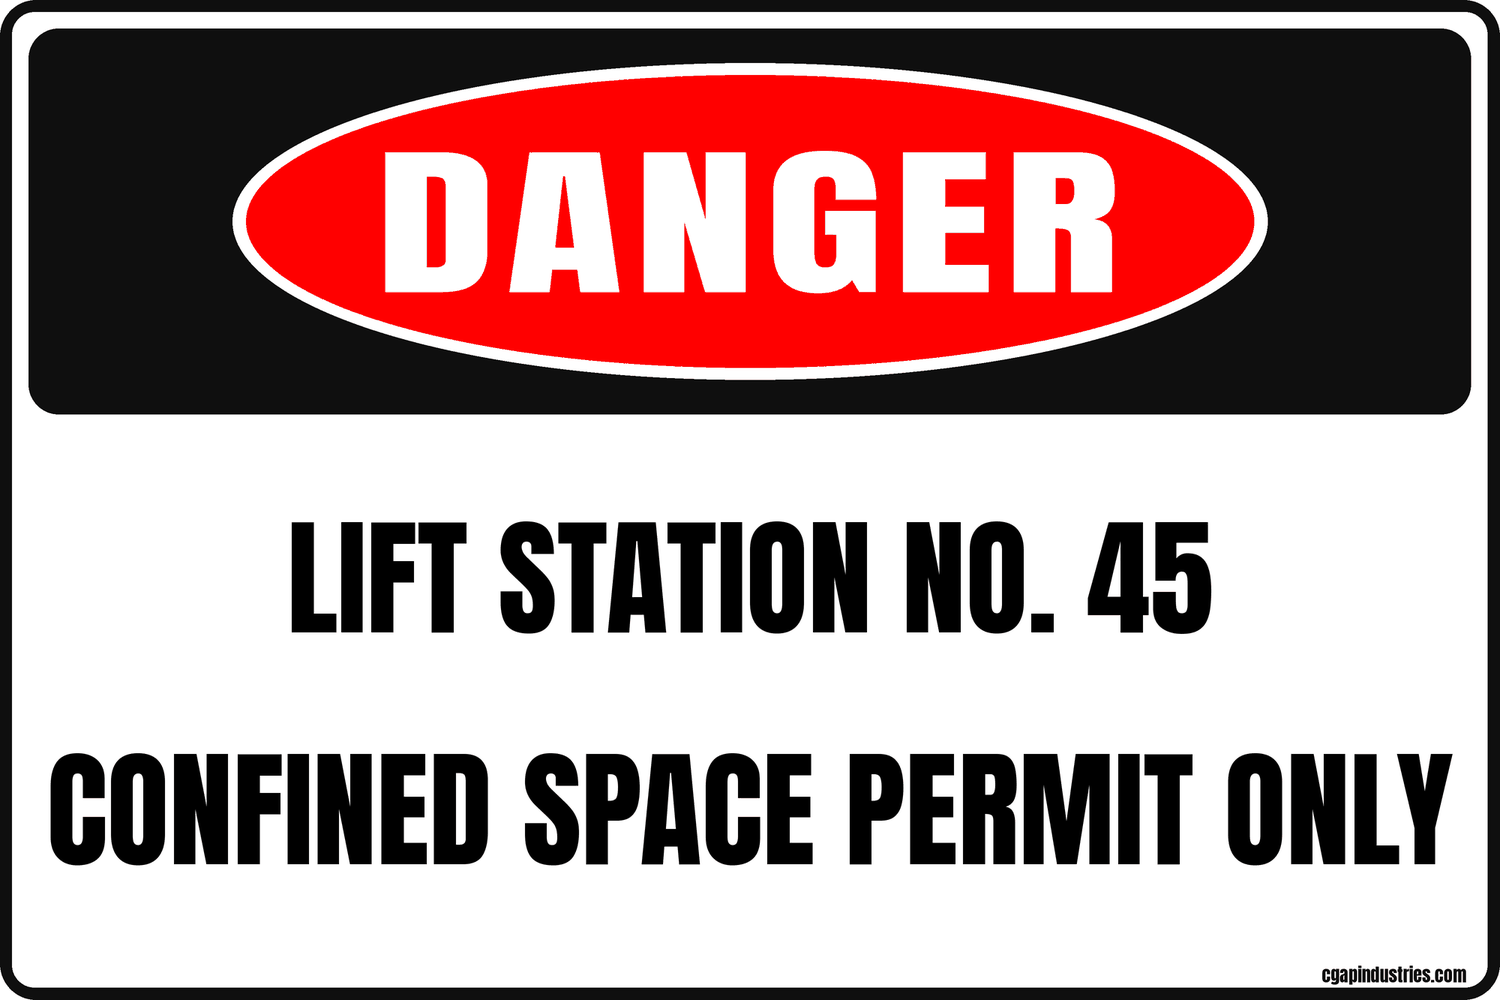 DANGER
LIFT STATION NO. 45
CONFINED SPACE PERMIT ONLY
cgapindustries.com